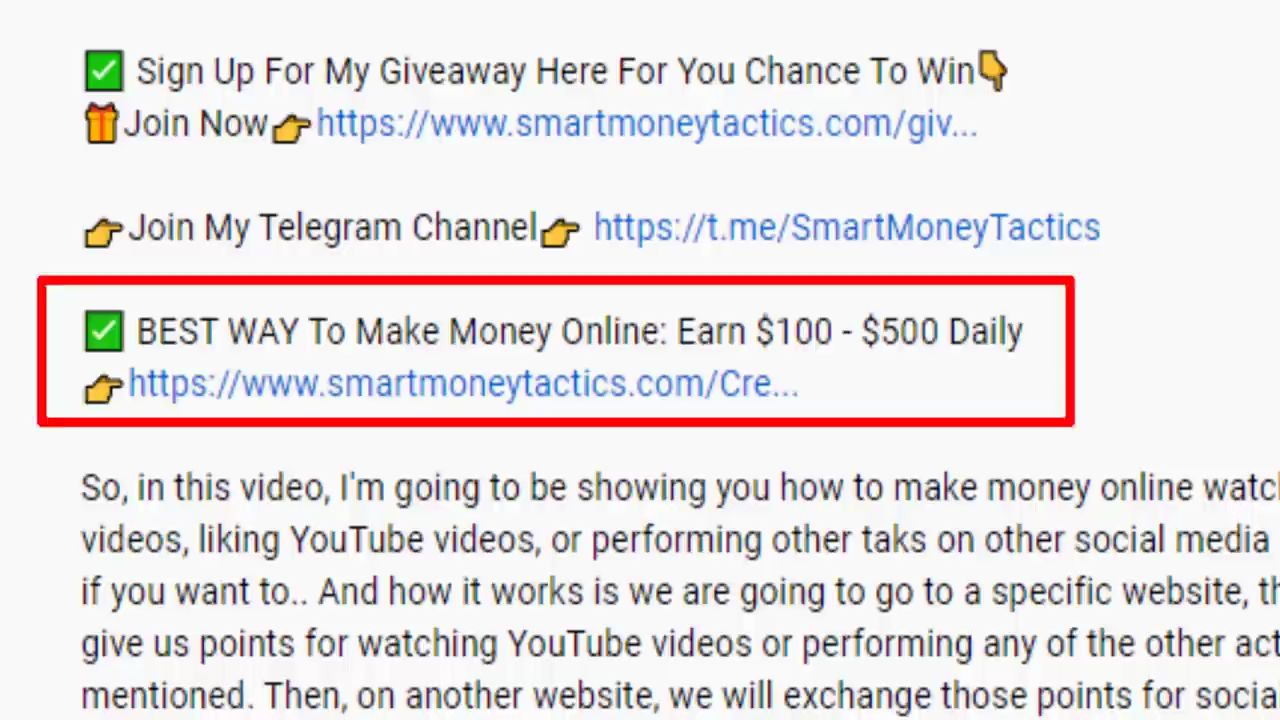 ✅ Sign Up For My Giveaway Here For You Chance To Win👇
🎁Join Now👉https://www.smartmoneytactics.com/giv...
👉Join My Telegram Channel👉 https://t.me/SmartMoneyTactics
✅ BEST WAY To Make Money Online: Earn $100 - $500 Daily
👉https://www.smartmoneytactics.com/Cre...
So, in this video, I'm going to be showing you how to make money online
videos, liking YouTube videos, or performing other taks on other social media
if you want to.. And how it works is we are going to go to a specific website,
give us points for watching YouTube videos or performing any of the other
mentioned. Then, on another website, we will exchange those points for